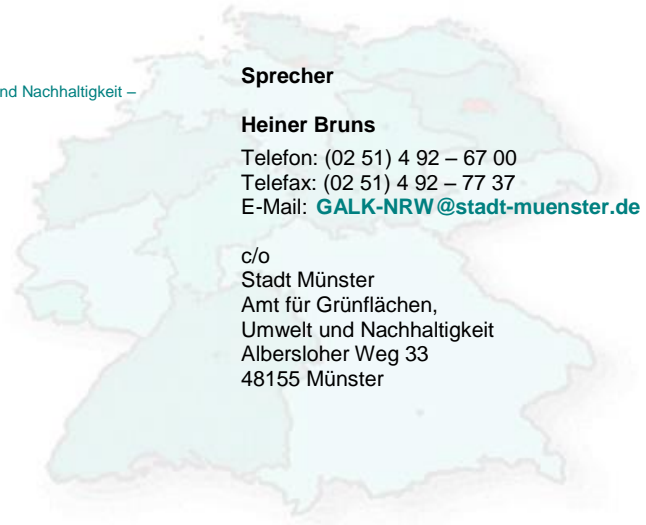 nd Nachhaltigkeit –
Sprecher
Heiner Bruns
Telefon: (02 51) 4 92 – 67 00
Telefax: (02 51) 4 92 – 77 37
E-Mail: GALK-NRW@stadt-muenster.de
c/o
Stadt Münster
Amt für Grünflächen,
Umwelt und Nachhaltigkeit
Albersloher Weg 33
48155 Münster